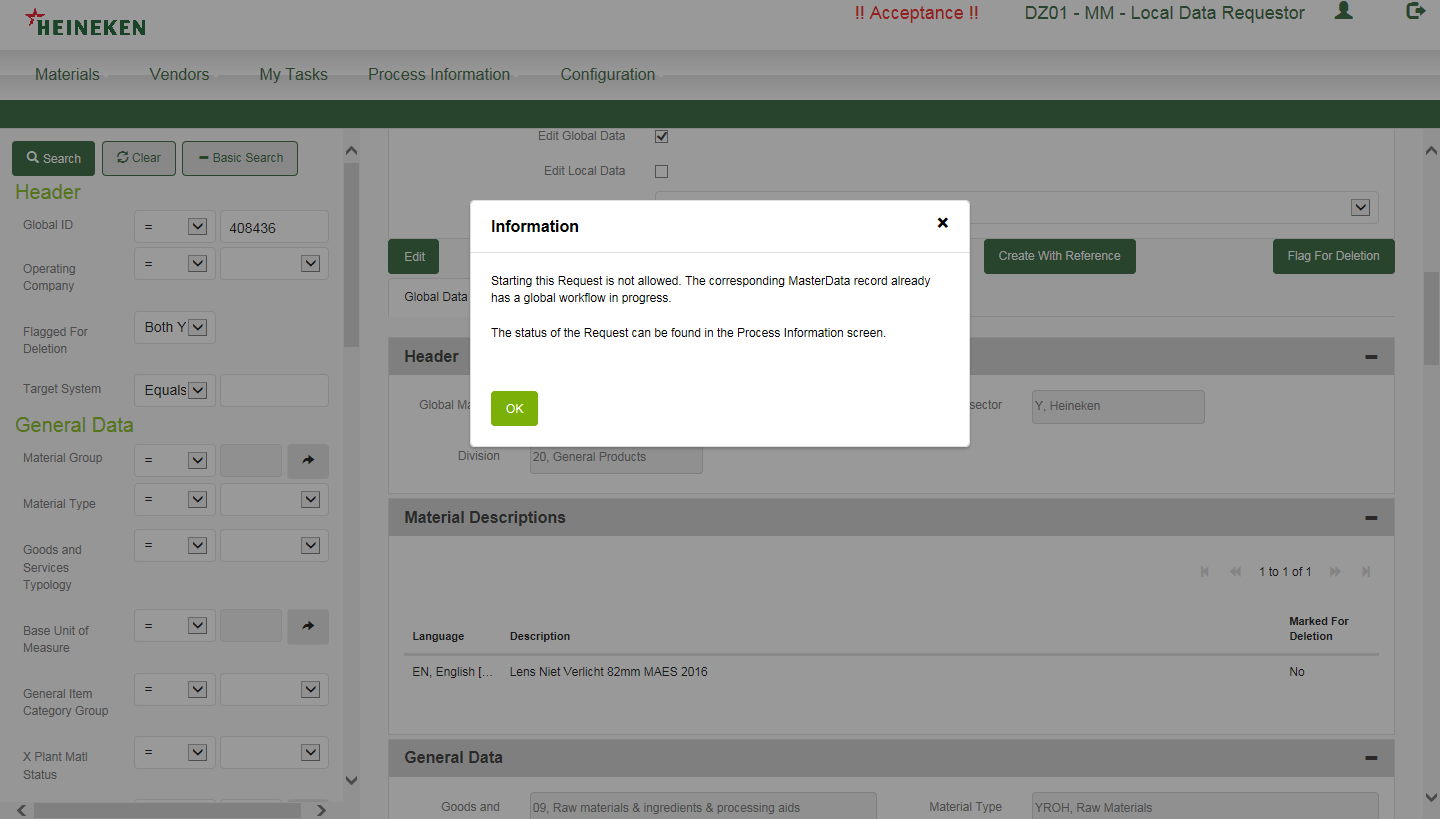 HEINEKEN
!! Acceptance !!
DZ01 - MM - Local Data Requestor
Materials
Vendors
My Tasks
Process Information
Configuration
Search
Clear
Basic Search
Header
Global ID
=
408436
Operating
Company
=
Flagged For
Deletion
Both Y
Target System
Equals
General Data
Material Group
=
Material Type
=
Goods and
Services
Typology
=
Base Unit of
Measure
=
General Item
Category Group
=
X Plant Matl
Status
=
Edit Global Data
Edit Local Data
Edit
Create With Reference
Flag For Deletion
Global Data
Information
Starting this Request is not allowed. The corresponding MasterData record already
has a global workflow in progress.
The status of the Request can be found in the Process Information screen.
OK
Header
Global Ma
sector
Y, Heineken
Division
20, General Products
Material Descriptions
1 to 1 of 1
Language
Description
Marked For
Deletion
EN, English [...
Lens Niet Verlicht 82mm MAES 2016
No
General Data
Goods and
09, Raw materials & ingredients & processing aids
Material Type
YROH, Raw Materials